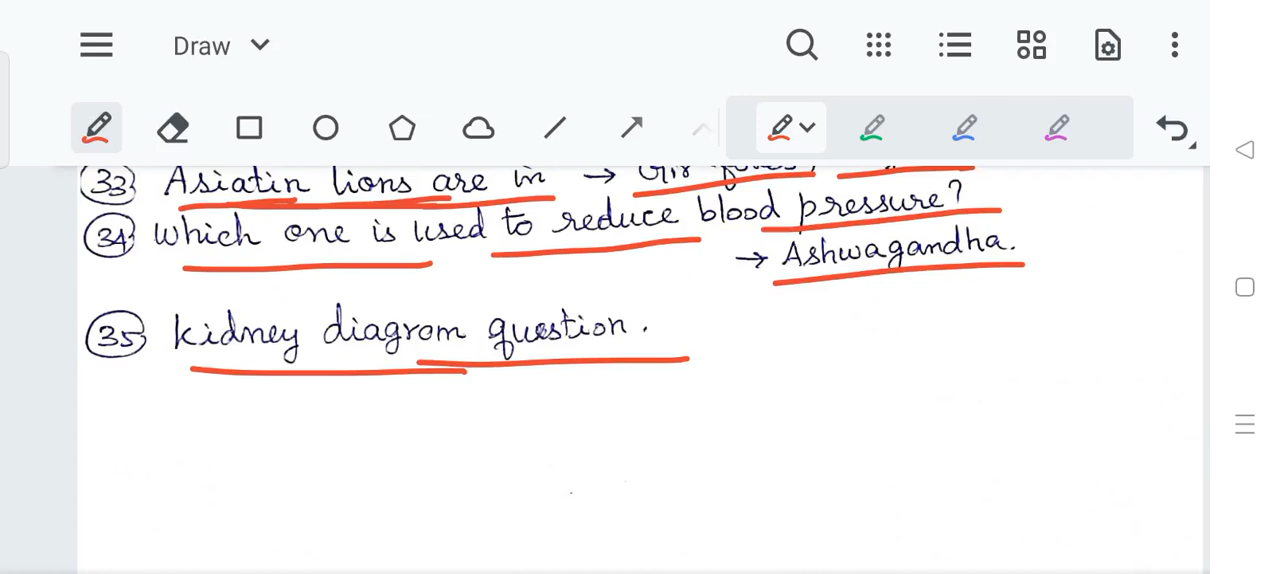 Draw
(33) Asiatin lions are in → Gir
(34) Which one is used to reduce blood pressure?
→ Ashwagandha.
(35) kidney diagrom question.